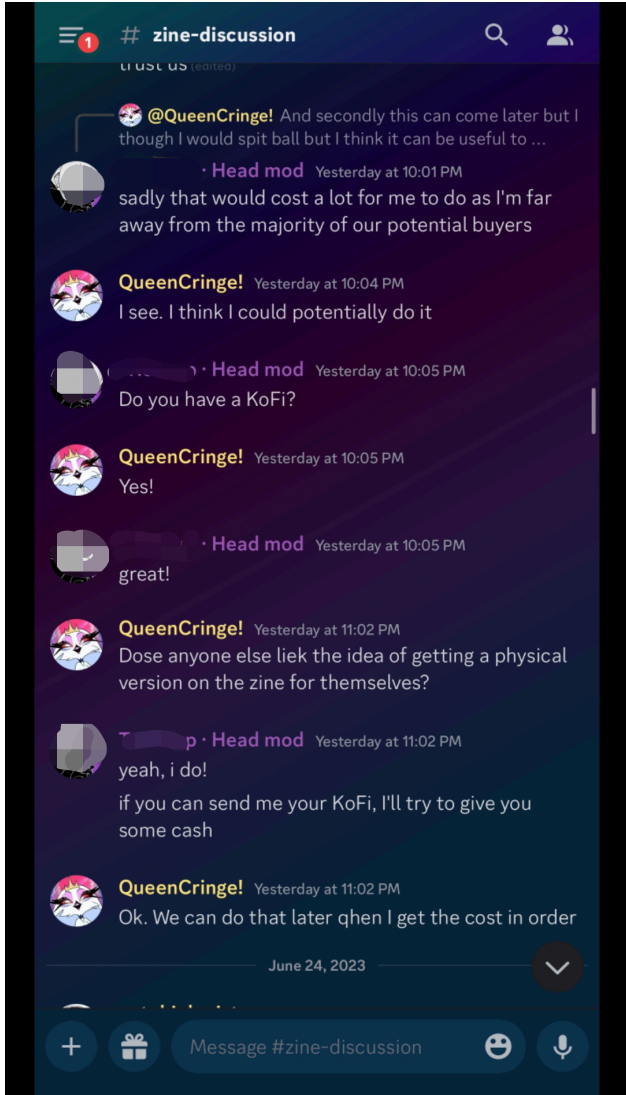 1
# zine-discussion
trust us (edited)
@QueenCringe! And secondly this can come later but I
though I would spit ball but I think it can be useful to ...
· Head mod Yesterday at 10:01 PM
sadly that would cost a lot for me to do as I'm far
away from the majority of our potential buyers
QueenCringe! Yesterday at 10:04 PM
I see. I think I could potentially do it
· Head mod Yesterday at 10:05 PM
Do you have a KoFi?
QueenCringe! Yesterday at 10:05 PM
Yes!
· Head mod Yesterday at 10:05 PM
great!
QueenCringe! Yesterday at 11:02 PM
Dose anyone else liek the idea of getting a physical
version on the zine for themselves?
p · Head mod Yesterday at 11:02 PM
yeah, i do!
if you can send me your KoFi, I'll try to give you
some cash
QueenCringe! Yesterday at 11:02 PM
Ok. We can do that later qhen I get the cost in order
June 24, 2023
Message #zine-discussion